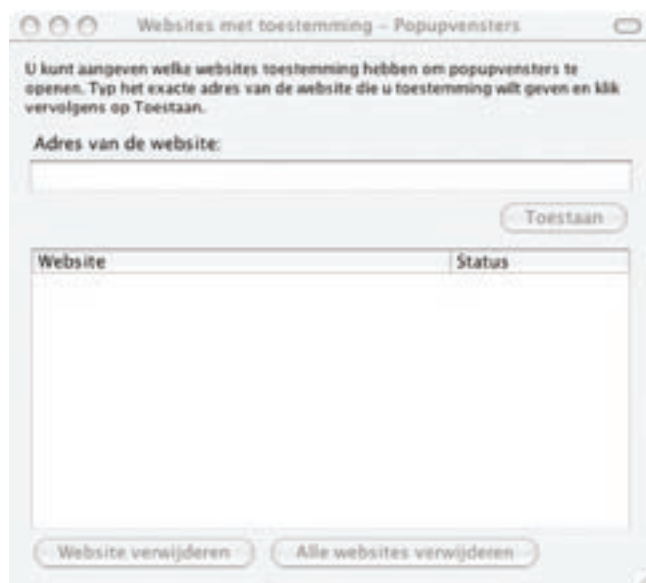 Websites met toestemming – Popupvensters
U kunt aangeven welke websites toestemming hebben om popupvensters te
openen. Typ het exacte adres van de website die u toestemming wilt geven en klik
vervolgens op Toestaan.
Adres van de website:
Toestaan
Website Status
Website verwijderen Alle websites verwijderen